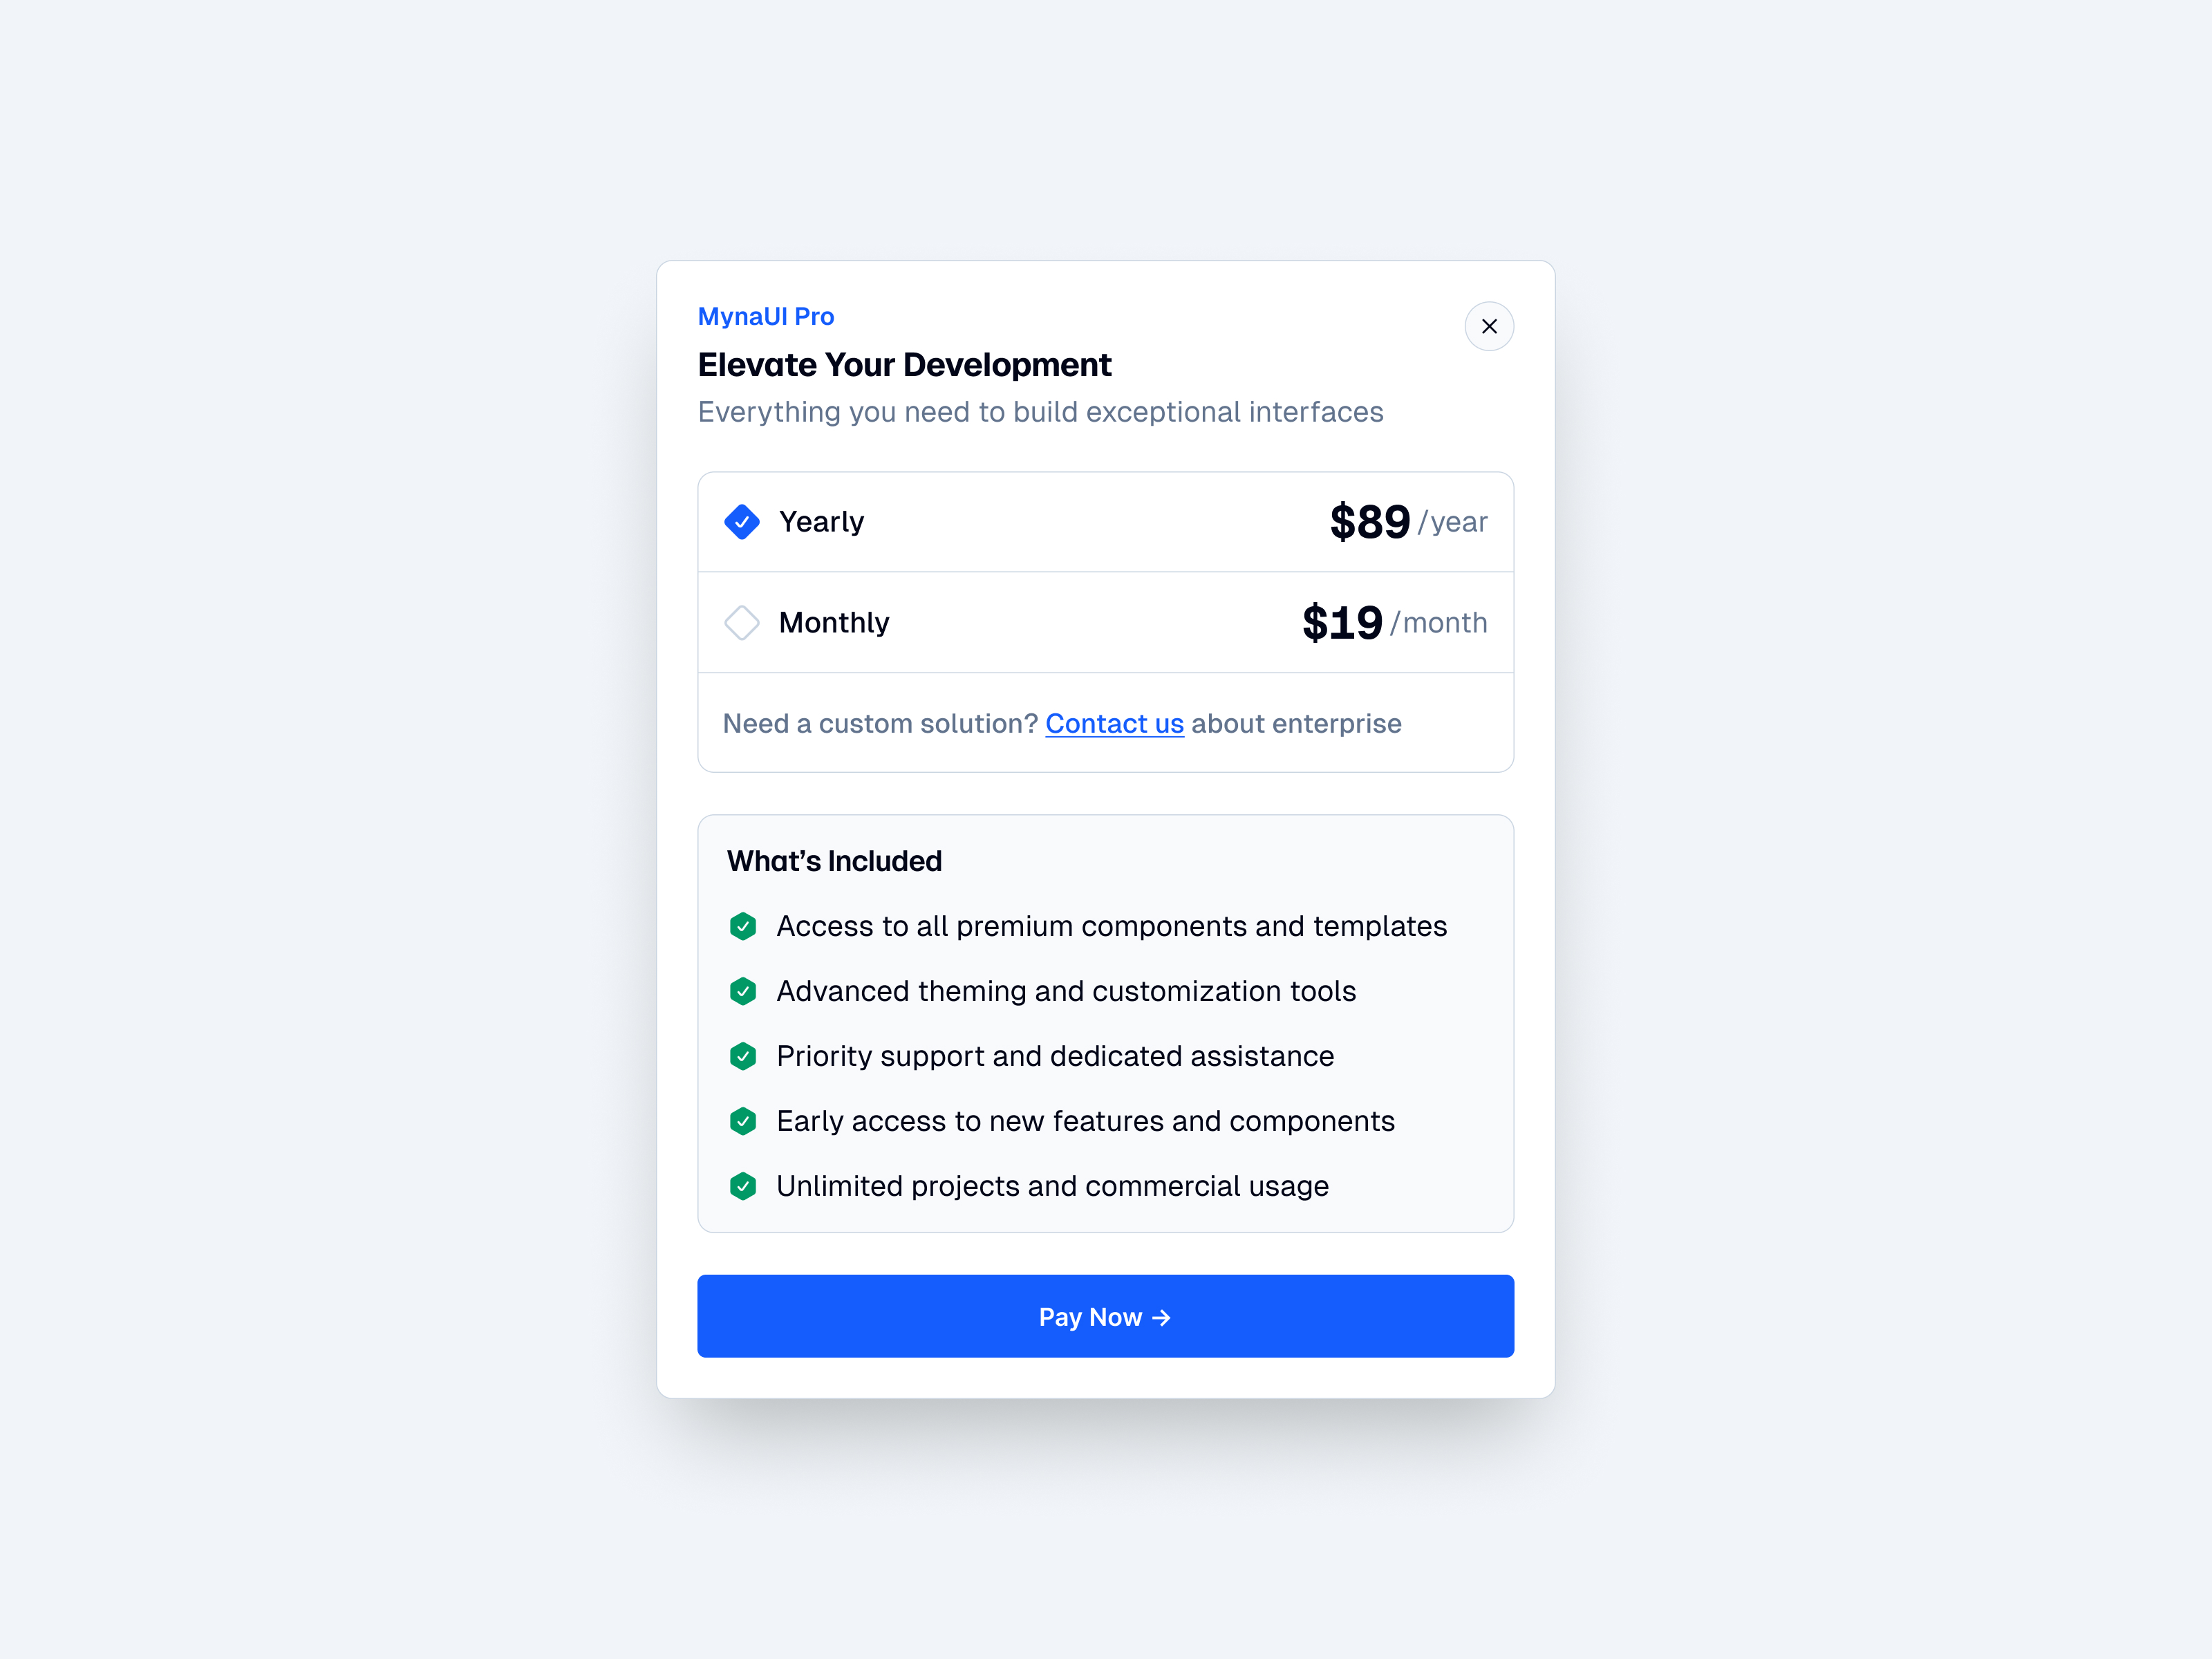 MynaUI Pro
Elevate Your Development
Everything you need to build exceptional interfaces
Yearly $89 /year
Monthly $19 /month
Need a custom solution? Contact us about enterprise
What’s Included
Access to all premium components and templates
Advanced theming and customization tools
Priority support and dedicated assistance
Early access to new features and components
Unlimited projects and commercial usage
Pay Now →